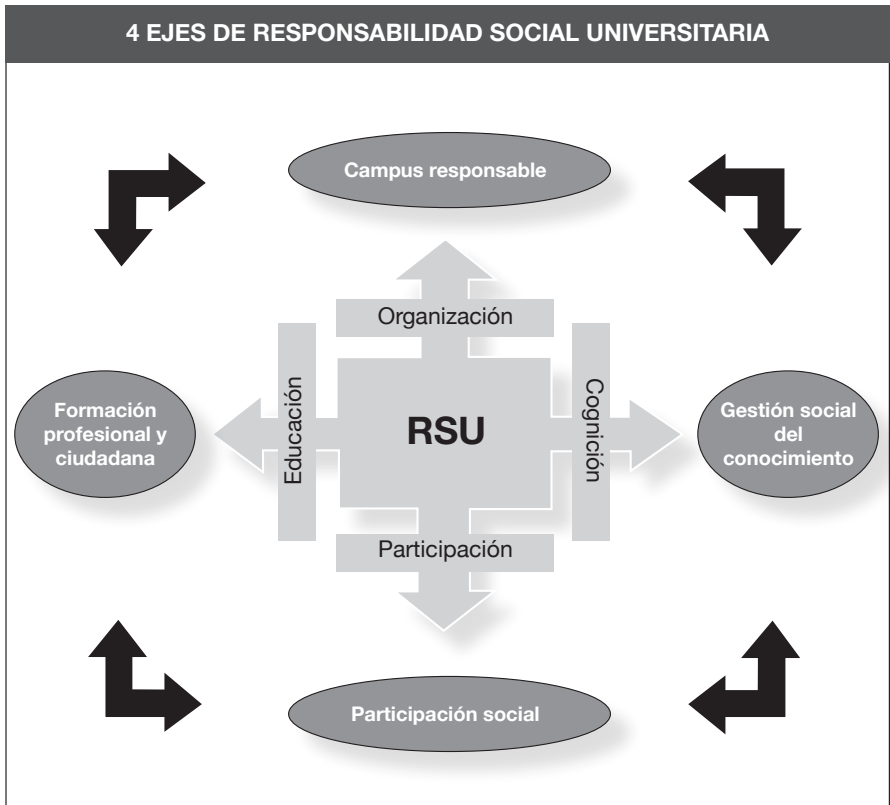 4 EJES DE RESPONSABILIDAD SOCIAL UNIVERSITARIA
Campus responsable
Organización
Formación
profesional y
ciudadana
Educación
RSU
Cognición
Gestión social
del
conocimiento
Participación
Participación social